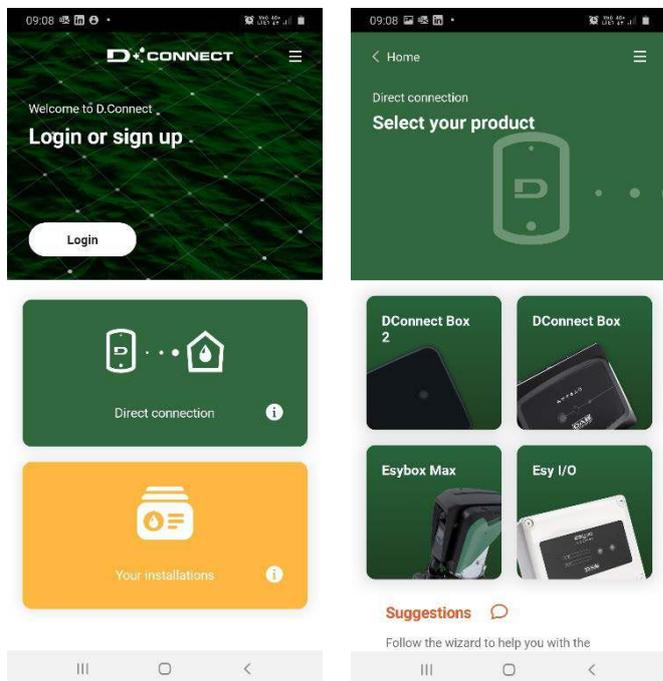 09:08
D CONNECT
Welcome to D.Connect
Login or sign up
Login
Direct connection
Your installations
09:08
Home
Direct connection
Select your product
DConnect Box
2
DConnect Box
Esybox Max
Esy I/O
DAB
Suggestions
Follow the wizard to help you with the